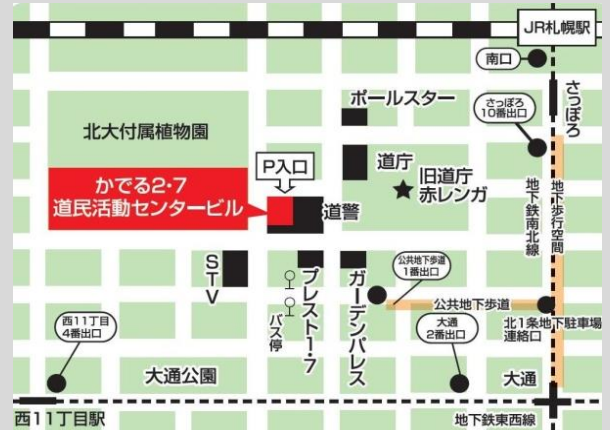 JR札幌駅
南口
さっぽろ
ポールスター
さっぽろ
10番出口
北大付属植物園
P入口
道庁
旧道庁
赤レンガ
かでる2・7
道民活動センタービル
道警
地下鉄南北線
地下歩行空間
STV
バス停
プレスト1・7
ガーデンパレス
公共地下歩道
1番出口
公共地下歩道
北1条地下駐車場
連絡口
西11丁目
4番出口
大通
2番出口
大通公園
大通
西11丁目駅
地下鉄東西線